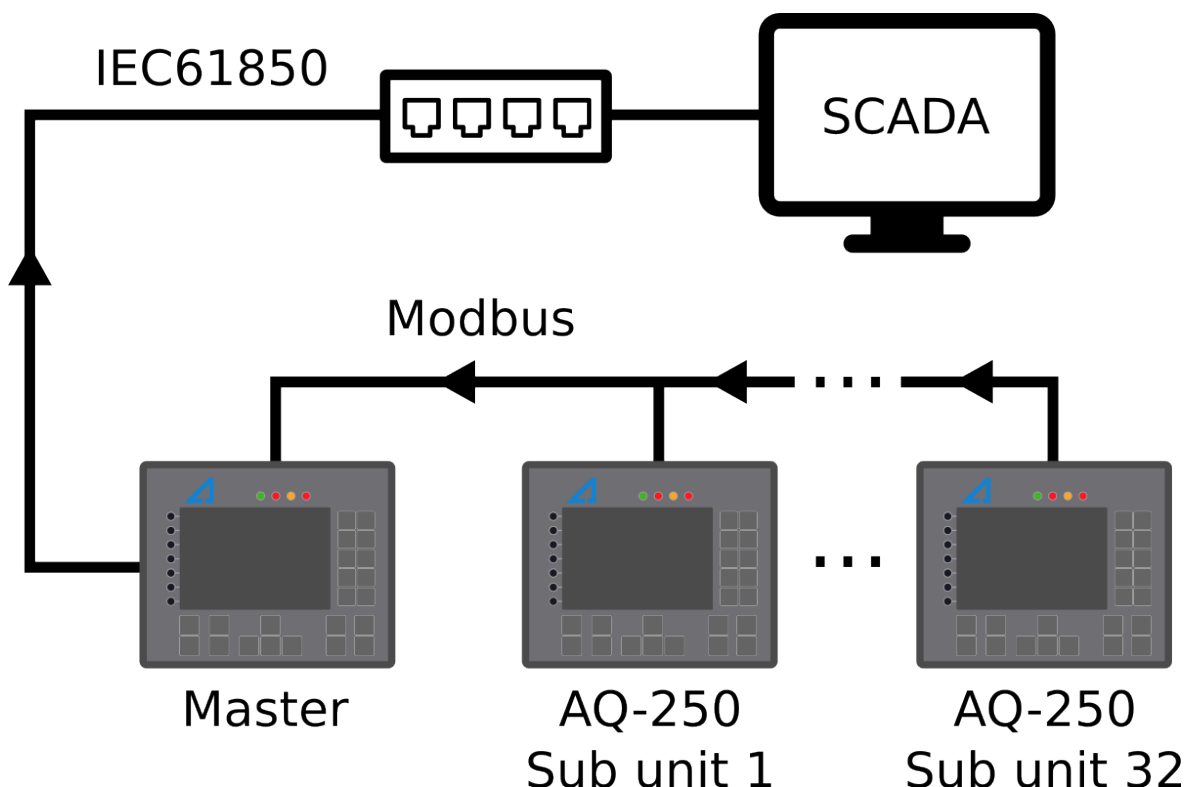 IEC61850
SCADA
Modbus
Master
AQ-250
Sub unit 1
AQ-250
Sub unit 32